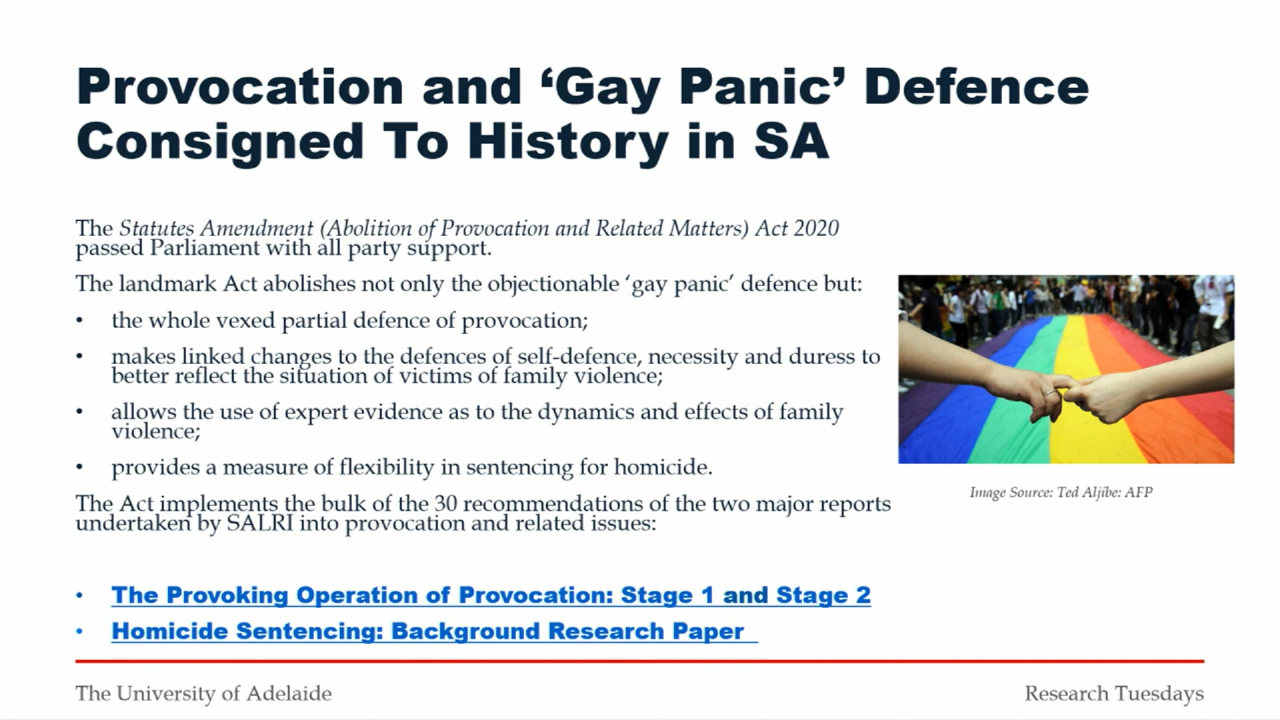 Provocation and ‘Gay Panic’ Defence
Consigned To History in SA
The Statutes Amendment (Abolition of Provocation and Related Matters) Act 2020
passed Parliament with all party support.
The landmark Act abolishes not only the objectionable ‘gay panic’ defence but:
• the whole vexed partial defence of provocation;
• makes linked changes to the defences of self-defence, necessity and duress to
better reflect the situation of victims of family violence;
• allows the use of expert evidence as to the dynamics and effects of family
violence;
• provides a measure of flexibility in sentencing for homicide.
The Act implements the bulk of the 30 recommendations of the two major reports
undertaken by SALRI into provocation and related issues:
• The Provoking Operation of Provocation: Stage 1 and Stage 2
• Homicide Sentencing: Background Research Paper
Image Source: Ted Aljibe: AFP
The University of Adelaide
Research Tuesdays